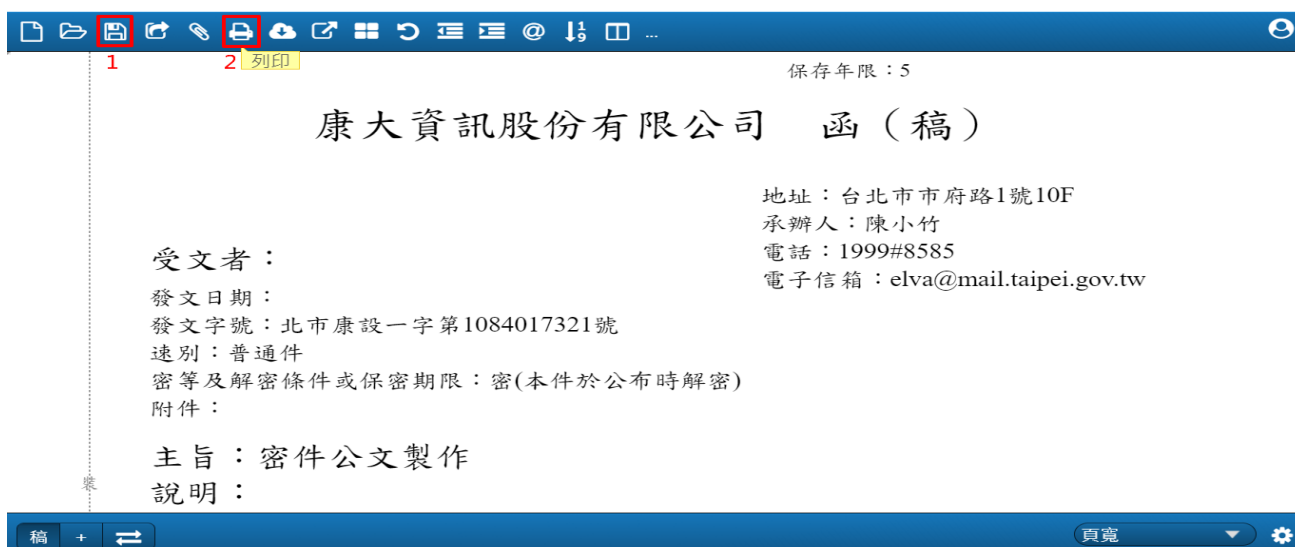 ...
1
2 列印
保存年限：5
康大資訊股份有限公司 函（稿）
地址：台北市市府路1號10F
承辦人：陳小竹
電話：1999#8585
電子信箱：elva@mail.taipei.gov.tw
受文者：
發文日期：
發文字號：北市康設一字第1084017321號
速別：普通件
密等及解密條件或保密期限：密(本件於公布時解密)
附件：
主旨：密件公文製作
裝
說明：
稿 +
頁寬